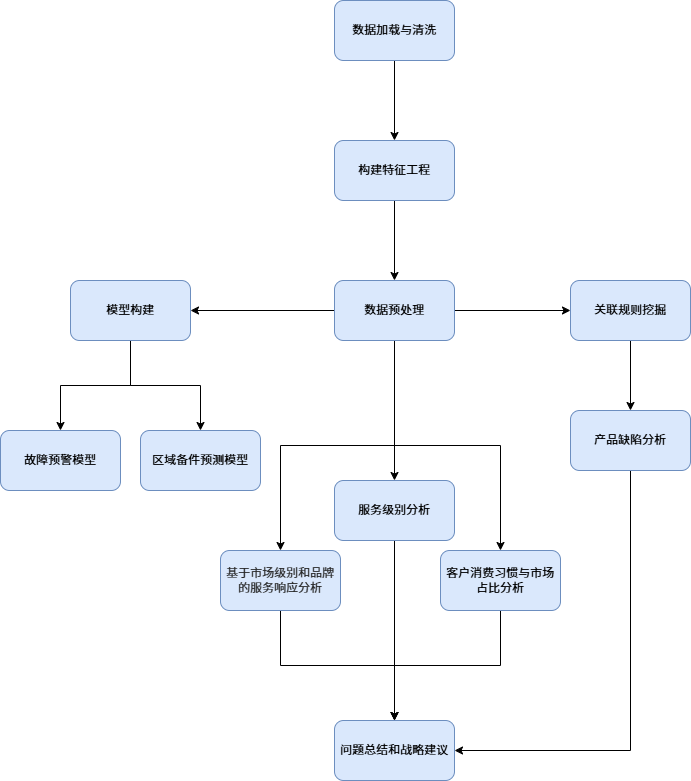 数据加载与清洗
构建特征工程
模型构建
数据预处理
关联规则挖掘
故障预警模型
区域备件预测模型
产品缺陷分析
服务级别分析
基于市场级别和品牌
的服务响应分析
客户消费习惯与市场
占比分析
问题总结和战略建议